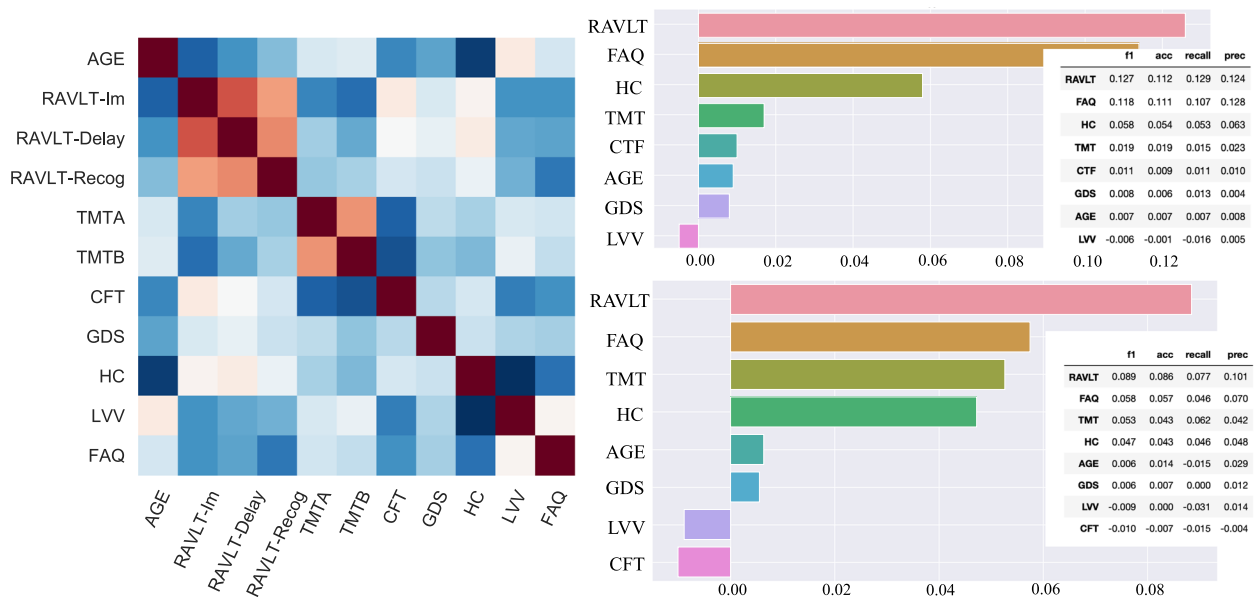 AGE
RAVLT-Im
RAVLT-Delay
RAVLT-Recog
TMTA
TMTB
CFT
GDS
HC
LVV
FAQ
AGE
RAVLT-Im
RAVLT-Delay
RAVLT-Recog
TMTA
TMTB
CFT
GDS
HC
LVV
FAQ
RAVLT
FAQ
HC
TMT
CTF
AGE
GDS
LVV
0.00 0.02 0.04 0.06 0.08 0.10 0.12
f1 acc recall prec
RAVLT 0.127 0.112 0.129 0.124
FAQ 0.118 0.111 0.107 0.128
HC 0.058 0.054 0.053 0.063
TMT 0.019 0.019 0.015 0.023
CTF 0.011 0.009 0.011 0.010
GDS 0.008 0.006 0.013 0.004
AGE 0.007 0.007 0.007 0.008
LVV -0.006 -0.001 -0.016 0.005
RAVLT
FAQ
TMT
HC
AGE
GDS
LVV
CFT
0.00 0.02 0.04 0.06 0.08
f1 acc recall prec
RAVLT 0.089 0.086 0.077 0.101
FAQ 0.058 0.057 0.046 0.070
TMT 0.053 0.043 0.062 0.042
HC 0.047 0.043 0.046 0.048
AGE 0.006 0.014 -0.015 0.029
GDS 0.006 0.007 0.000 0.012
LVV -0.009 0.000 -0.031 0.014
CFT -0.010 -0.007 -0.015 -0.004